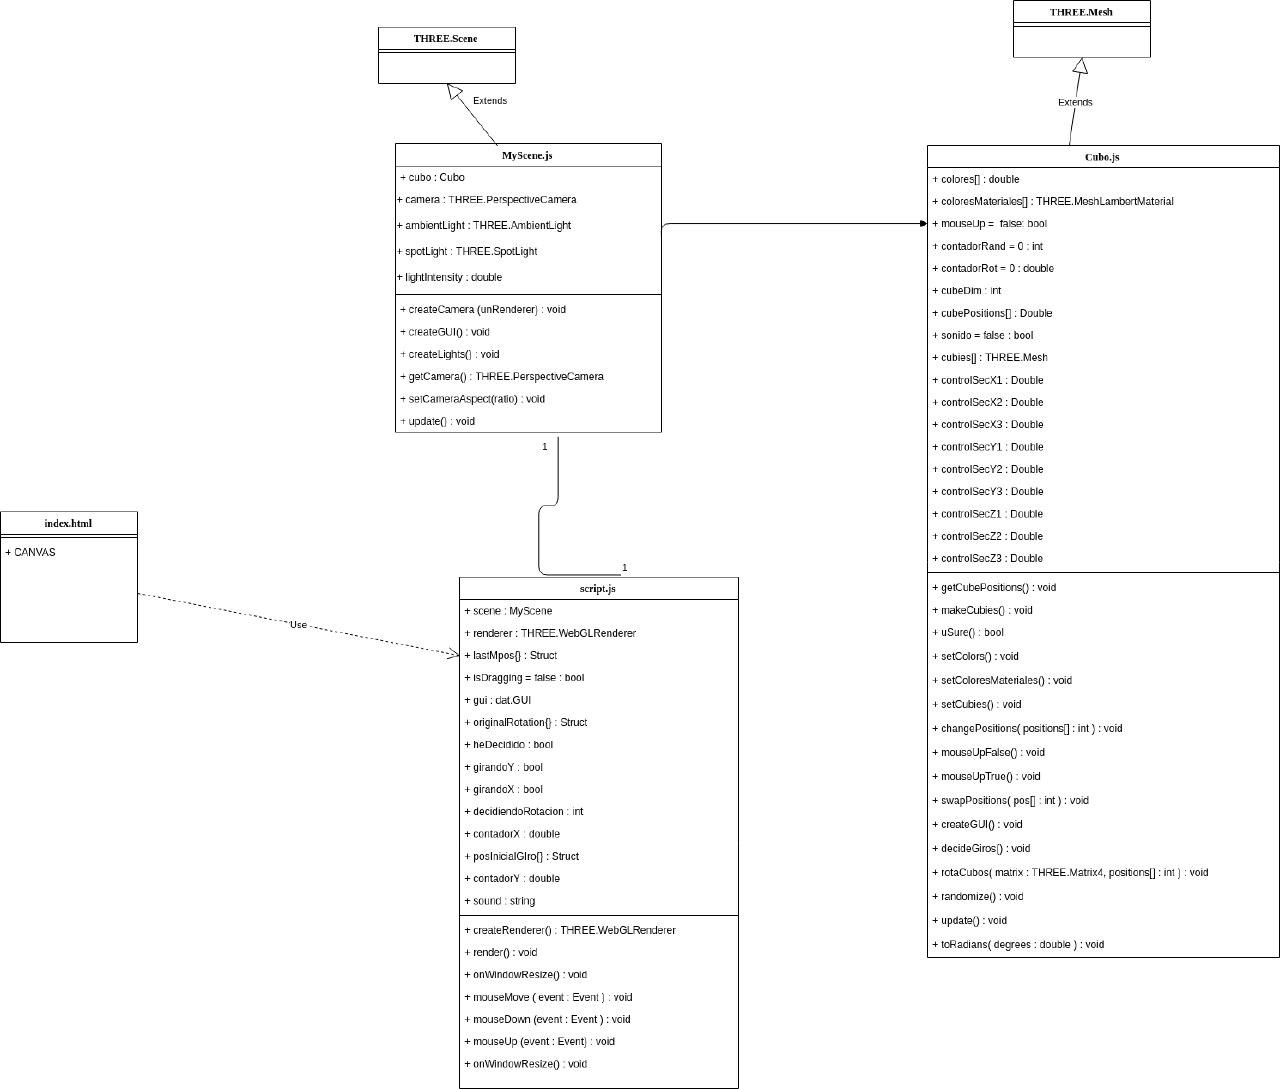 THREE.Mesh
THREE.Scene
Extends
Extends
MyScene.js
+ cubo : Cubo
+ camera : THREE.PerspectiveCamera
+ ambientLight : THREE.AmbientLight
+ spotLight : THREE.SpotLight
+ lightIntensity : double
+ createCamera (unRenderer) : void
+ createGUI() : void
+ createLights() : void
+ getCamera() : THREE.PerspectiveCamera
+ setCameraAspect(ratio) : void
+ update() : void
1
Cubo.js
+ colores[] : double
+ coloresMateriales[] : THREE.MeshLambertMaterial
+ mouseUp = false: bool
+ contadorRand = 0 : int
+ contadorRot = 0 : double
+ cubeDim : int
+ cubePositions[] : Double
+ sonido = false : bool
+ cubies[] : THREE.Mesh
+ controlSecX1 : Double
+ controlSecX2 : Double
+ controlSecX3 : Double
+ controlSecY1 : Double
+ controlSecY2 : Double
+ controlSecY3 : Double
+ controlSecZ1 : Double
+ controlSecZ2 : Double
+ controlSecZ3 : Double
+ getCubePositions() : void
+ makeCubies() : void
+ uSure() : bool
+ setColors() : void
+ setColoresMateriales() : void
+ setCubies() : void
+ changePositions( positions[] : int ) : void
+ mouseUpFalse() : void
+ mouseUpTrue() : void
+ swapPositions( pos[] : int ) : void
+ createGUI() : void
+ decideGiros() : void
+ rotaCubos( matrix : THREE.Matrix4, positions[] : int ) : void
+ randomize() : void
+ update() : void
+ toRadians( degrees : double ) : void
index.html
+ CANVAS
Use
1
script.js
+ scene : MyScene
+ renderer : THREE.WebGLRenderer
+ lastMpos{} : Struct
+ isDragging = false : bool
+ gui : dat.GUI
+ originalRotation{} : Struct
+ heDecidido : bool
+ girandoY : bool
+ girandoX : bool
+ decidiendoRotacion : int
+ contadorX : double
+ posInicialGIro{} : Struct
+ contadorY : double
+ sound : string
+ createRenderer() : THREE.WebGLRenderer
+ render() : void
+ onWindowResize() : void
+ mouseMove ( event : Event ) : void
+ mouseDown (event : Event ) : void
+ mouseUp (event : Event) : void
+ onWindowResize() : void